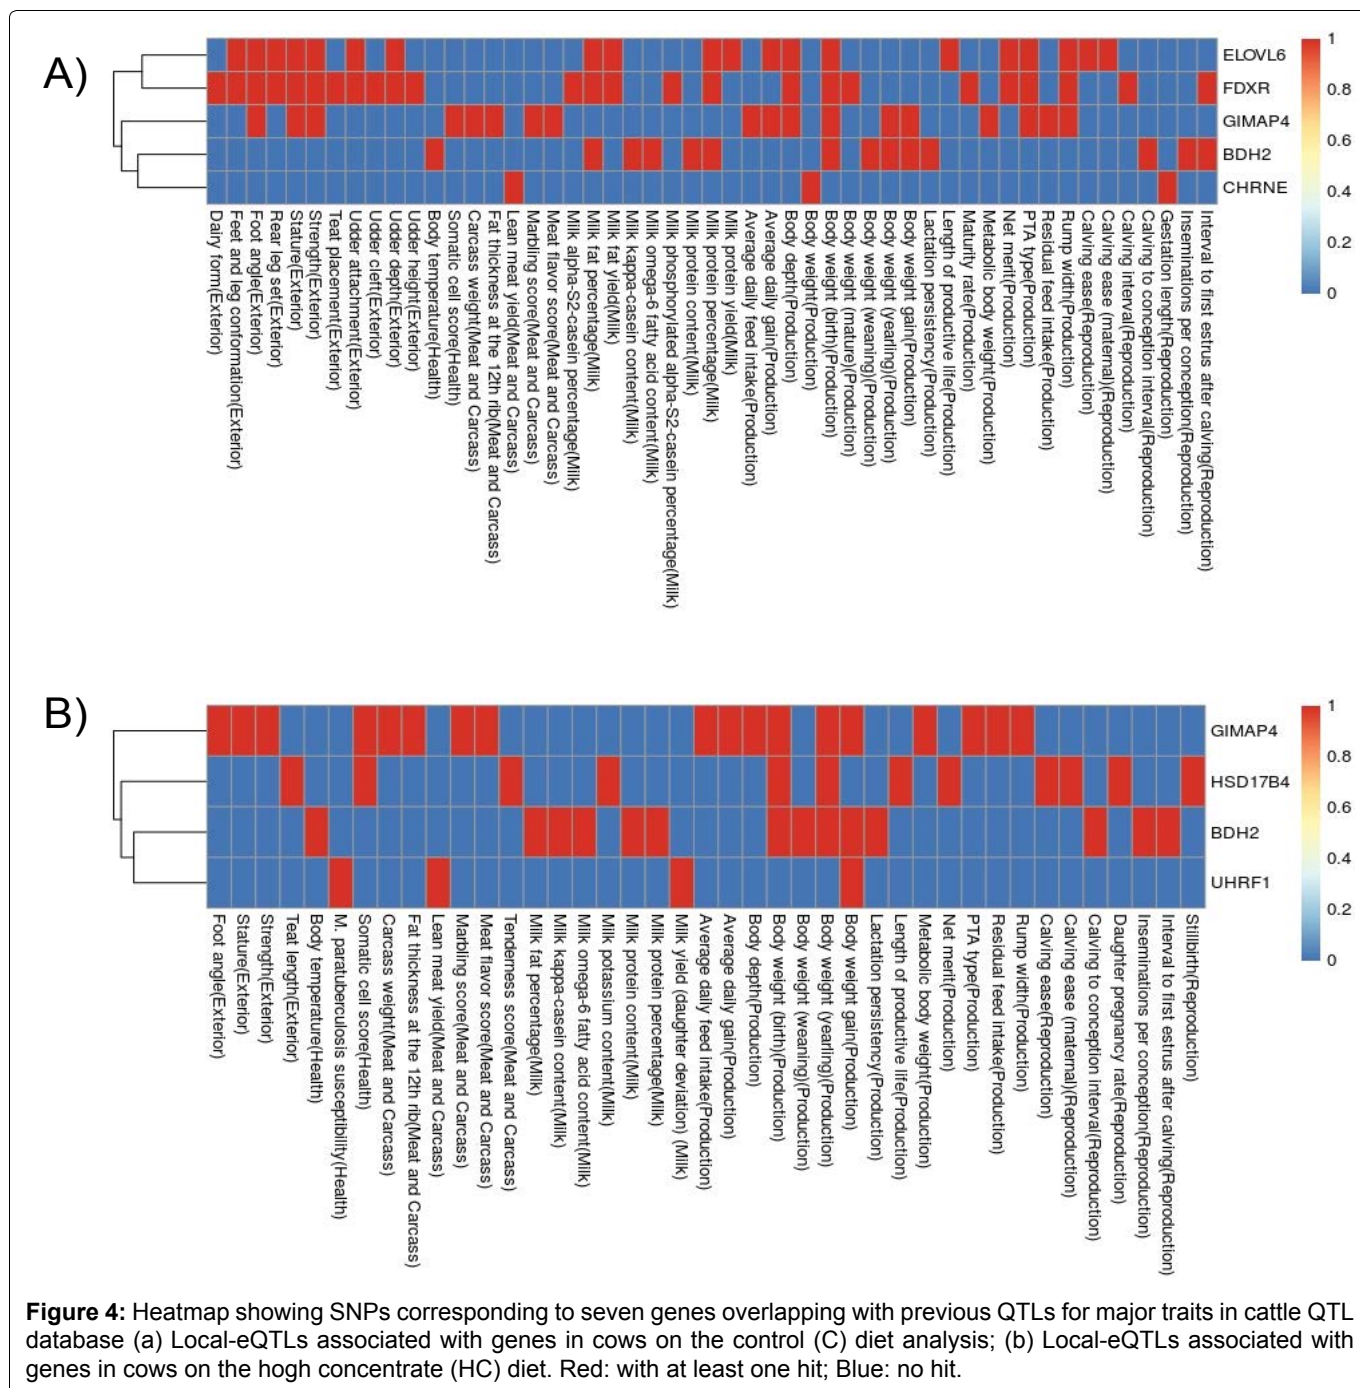 A)
ELOVL6
FDXR
GIMAP4
BDH2
CHRNE
1
0.8
0.6
0.4
0.2
0
Dairy form(Exterior)
Feet and leg conformation(Exterior)
Foot angle(Exterior)
Rear leg set(Exterior)
Stature(Exterior)
Strength(Exterior)
Teat placement(Exterior)
Udder attachment(Exterior)
Udder cleft(Exterior)
Udder depth(Exterior)
Udder height(Exterior)
Body temperature(Health)
Somatic cell score(Health)
Carcass weight(Meat and Carcass)
Fat thickness at the 12th rib(Meat and Carcass)
Lean meat yield(Meat and Carcass)
Marbling score(Meat and Carcass)
Meat flavor score(Meat and Carcass)
Milk alpha-S2-casein percentage(Milk)
Milk fat percentage(Milk)
Milk fat yield(Milk)
Milk kappa-casein content(Milk)
Milk omega-6 fatty acid content(Milk)
Milk phosphorylated alpha-S2-casein percentage(Milk)
Milk protein content(Milk)
Milk protein percentage(Milk)
Milk protein yield(Milk)
Average daily feed intake(Production)
Average daily gain(Production)
Body depth(Production)
Body weight(Production)
Body weight (birth)(Production)
Body weight (mature)(Production)
Body weight (weaning)(Production)
Body weight (yearling)(Production)
Body weight gain(Production)
Lactation persistency(Production)
Length of productive life(Production)
Maturity rate(Production)
Metabolic body weight(Production)
Net merit(Production)
PTA type(Production)
Residual feed intake(Production)
Rump width(Production)
Calving ease(Reproduction)
Calving ease (maternal)(Reproduction)
Calving interval(Reproduction)
Calving to conception interval(Reproduction)
Gestation length(Reproduction)
Inseminations per conception(Reproduction)
Interval to first estrus after calving(Reproduction)
B)
GIMAP4
HSD17B4
BDH2
UHRF1
1
0.8
0.6
0.4
0.2
0
Foot angle(Exterior)
Stature(Exterior)
Strength(Exterior)
Teat length(Exterior)
Body temperature(Health)
M. paratuberculosis susceptibility(Health)
Somatic cell score(Health)
Carcass weight(Meat and Carcass)
Fat thickness at the 12th rib(Meat and Carcass)
Lean meat yield(Meat and Carcass)
Marbling score(Meat and Carcass)
Meat flavor score(Meat and Carcass)
Tenderness score(Meat and Carcass)
Milk fat percentage(Milk)
Milk kappa-casein content(Milk)
Milk omega-6 fatty acid content(Milk)
Milk potassium content(Milk)
Milk protein content(Milk)
Milk protein percentage(Milk)
Milk yield (daughter deviation) (Milk)
Average daily feed intake(Production)
Average daily gain(Production)
Body depth(Production)
Body weight (birth)(Production)
Body weight (weaning)(Production)
Body weight (yearling)(Production)
Body weight gain(Production)
Lactation persistency(Production)
Length of productive life(Production)
Metabolic body weight(Production)
Net merit(Production)
PTA type(Production)
Residual feed intake(Production)
Rump width(Production)
Calving ease(Reproduction)
Calving ease (maternal)(Reproduction)
Calving to conception interval(Reproduction)
Daughter pregnancy rate(Reproduction)
Inseminations per conception(Reproduction)
Interval to first estrus after calving(Reproduction)
Stillbirth(Reproduction)
Figure 4: Heatmap showing SNPs corresponding to seven genes overlapping with previous QTLs for major traits in cattle QTL
database (a) Local-eQTLs associated with genes in cows on the control (C) diet analysis; (b) Local-eQTLs associated with
genes in cows on the hogh concentrate (HC) diet. Red: with at least one hit; Blue: no hit.